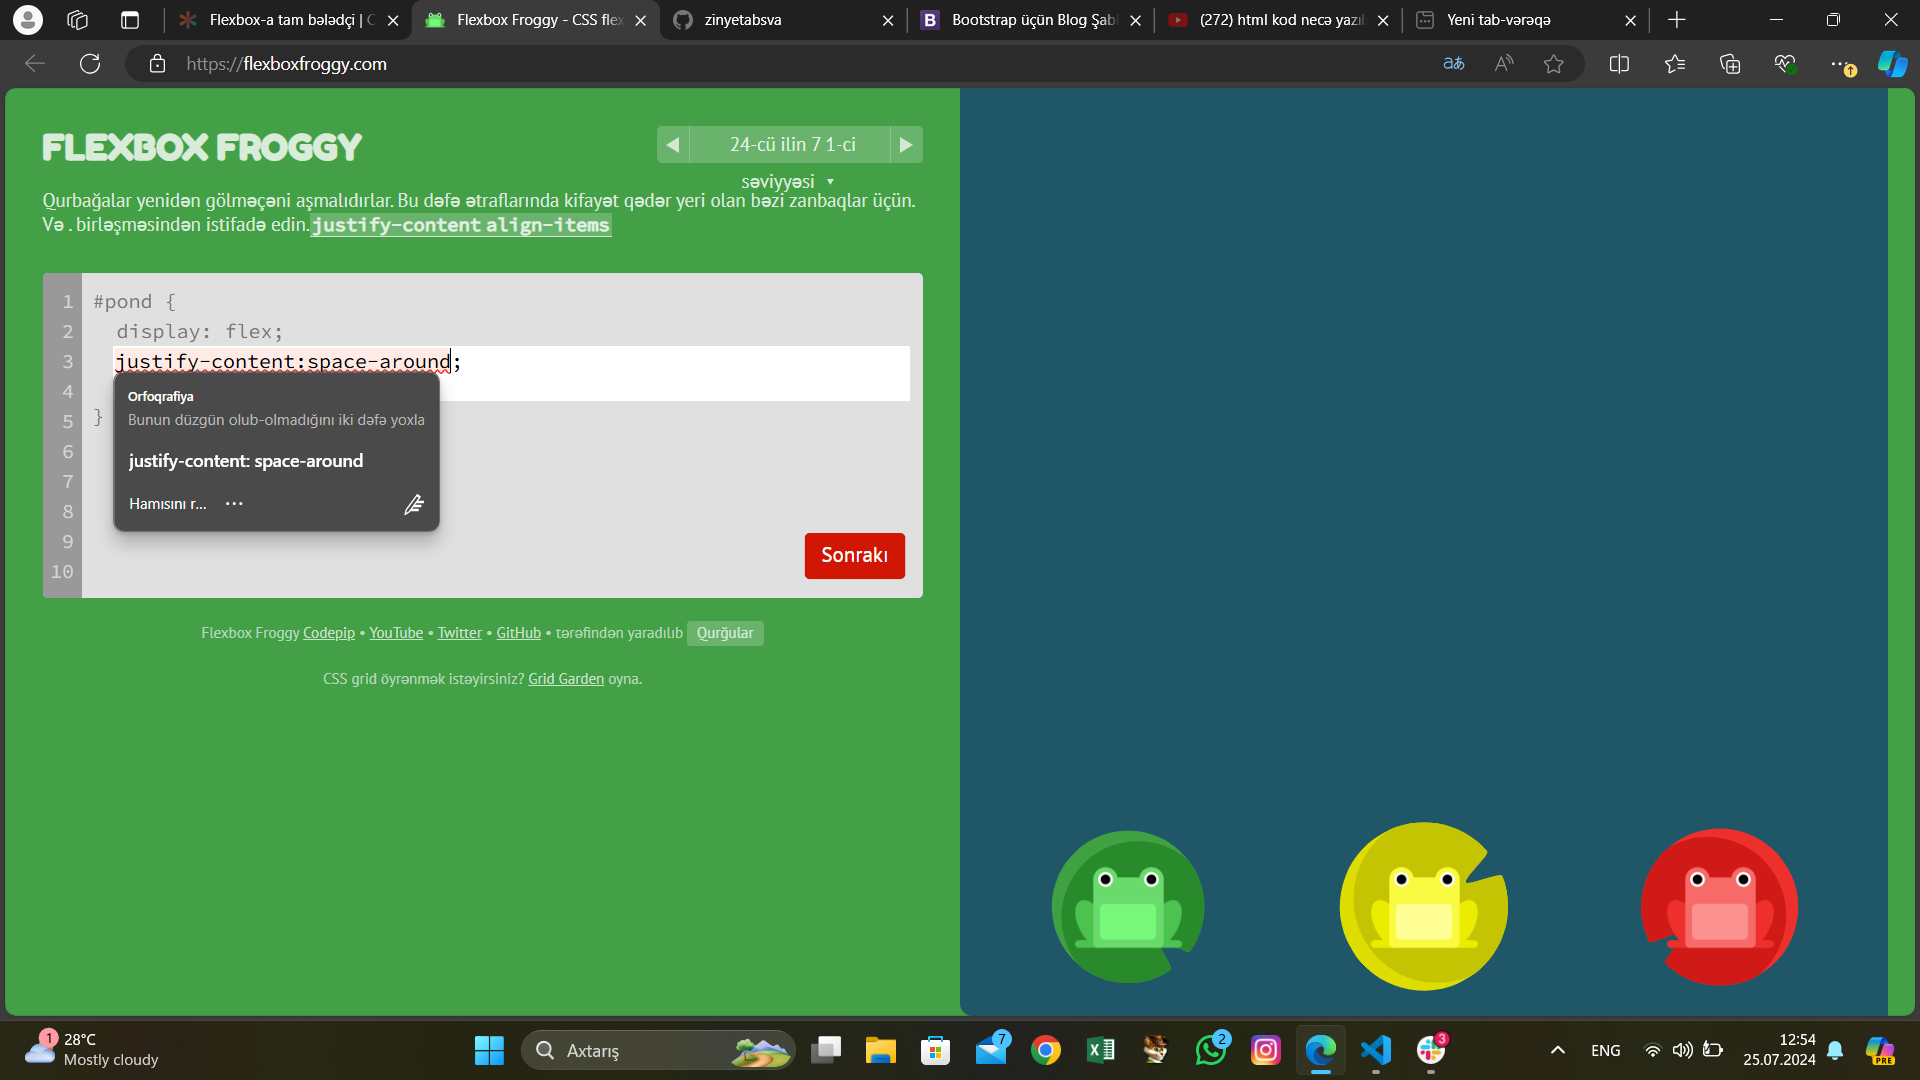 Flexbox-a tam bələdçi | C
Flexbox Froggy - CSS flex
zinyetabsva
Bootstrap üçün Blog Şabl
(272) html kod necə yazıl
Yeni tab-vərəqə
https://flexboxfroggy.com
FLEXBOX FROGGY
24-cü ilin 7 1-ci
səviyyəsi
Qurbağalar yenidən gölməçəni aşmalıdırlar. Bu dəfə ətraflarında kifayət qədər yeri olan bəzi zanbaqlar üçün.
Və . birləşməsindən istifadə edin. justify-content align-items
1 #pond {
2 display: flex;
3 justify-content:space-around;
4
5 }
6
7
8
9
10
Orfoqrafiya
Bunun düzgün olub-olmadığını iki dəfə yoxla
justify-content: space-around
Hamısını r...
Sonrakı
Flexbox Froggy Codepip • YouTube • Twitter • GitHub • tərəfindən yaradılıb Qurğular
CSS grid öyrənmək istəyirsiniz? Grid Garden oyna.
1
28°C
Mostly cloudy
Axtarış
7
2
3
ENG
12:54
25.07.2024
PRE